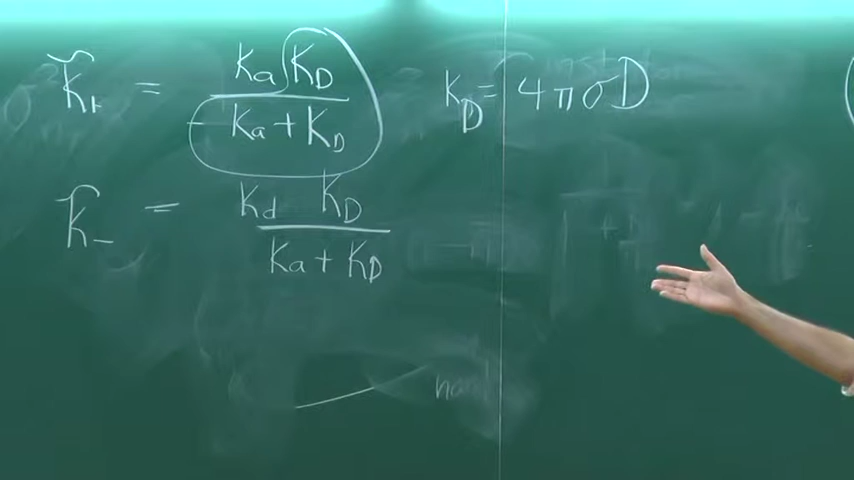 k̃₊ = Ka KD / Ka + KD
KD = 4πσD
k̃₋ = Kd KD / Ka + KD